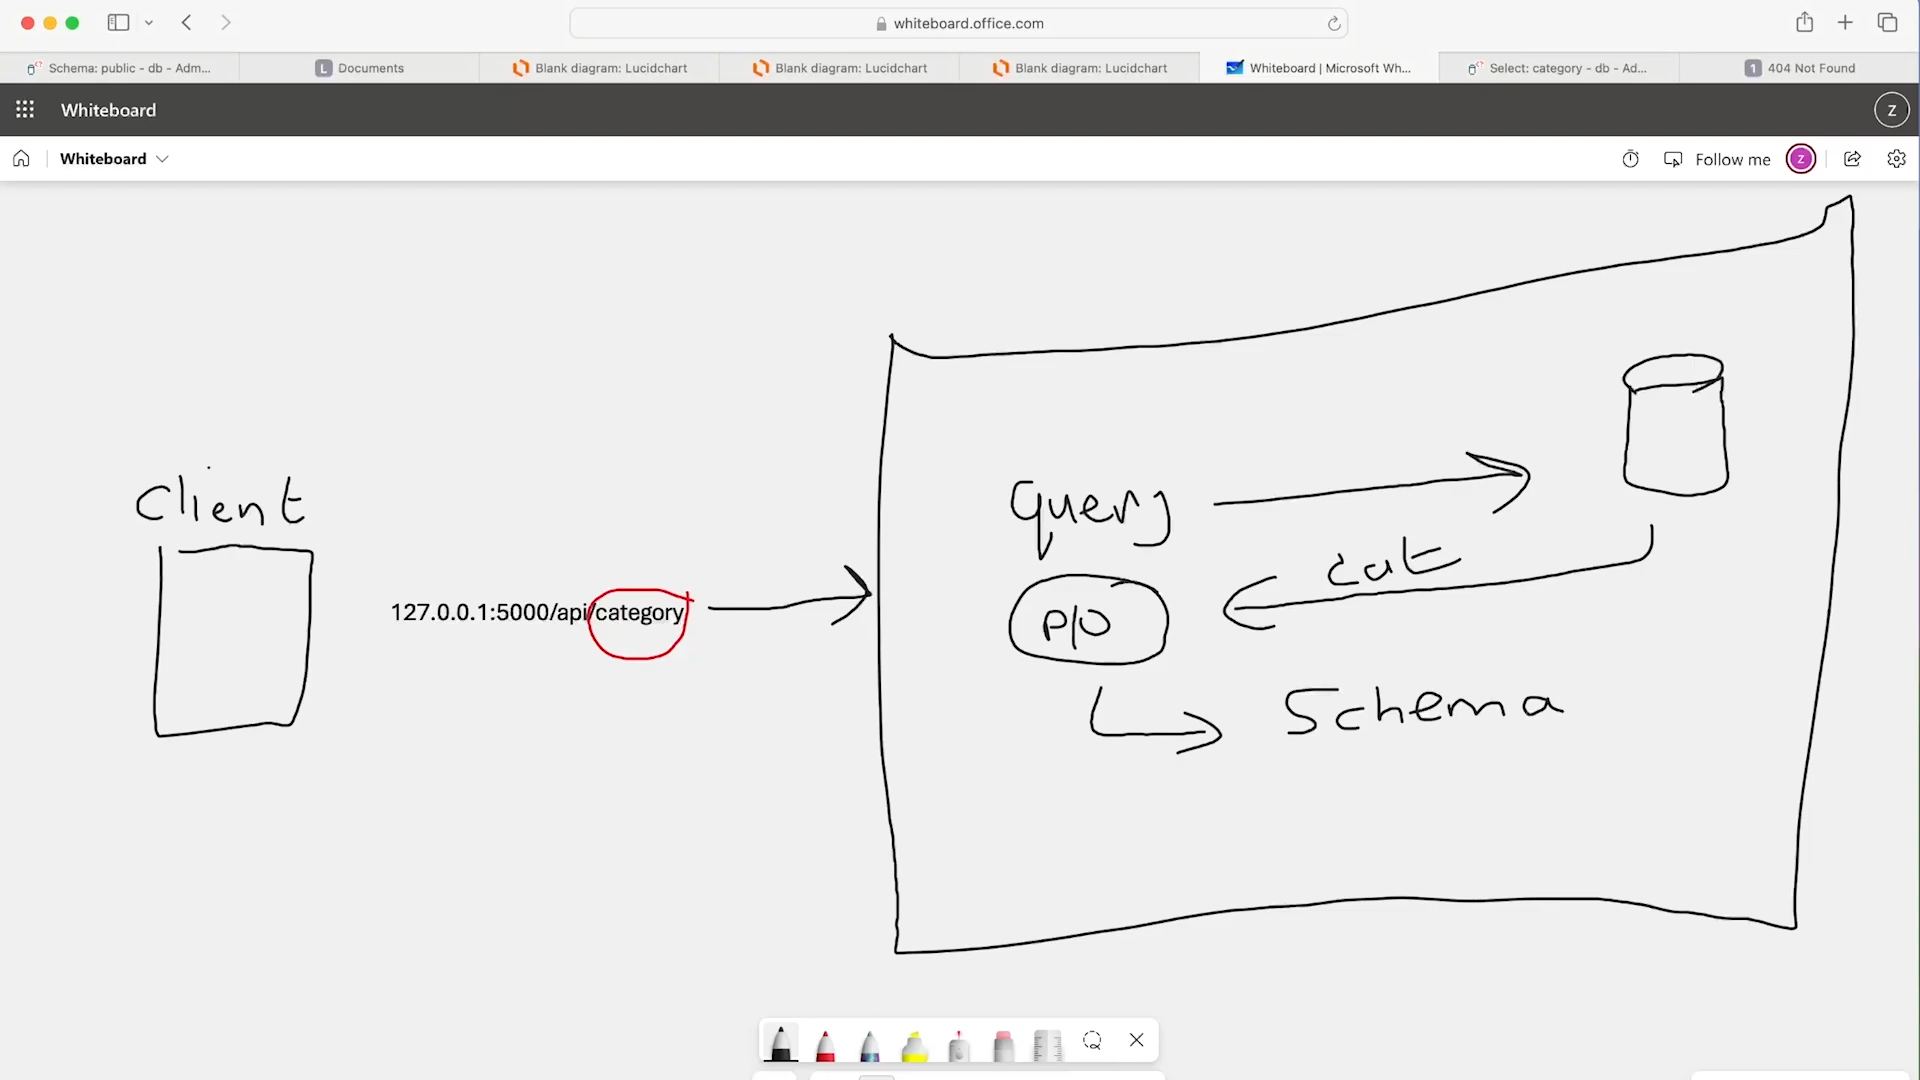 whiteboard.office.com
Schema: public - db - Adm...
L Documents
Blank diagram: Lucidchart
Blank diagram: Lucidchart
Blank diagram: Lucidchart
Whiteboard | Microsoft Wh...
Select: category - db - Ad...
1 404 Not Found
Whiteboard
Z
Whiteboard
Follow me
Z
Client
127.0.0.1:5000/api/category
query
cat
P/O
Schema